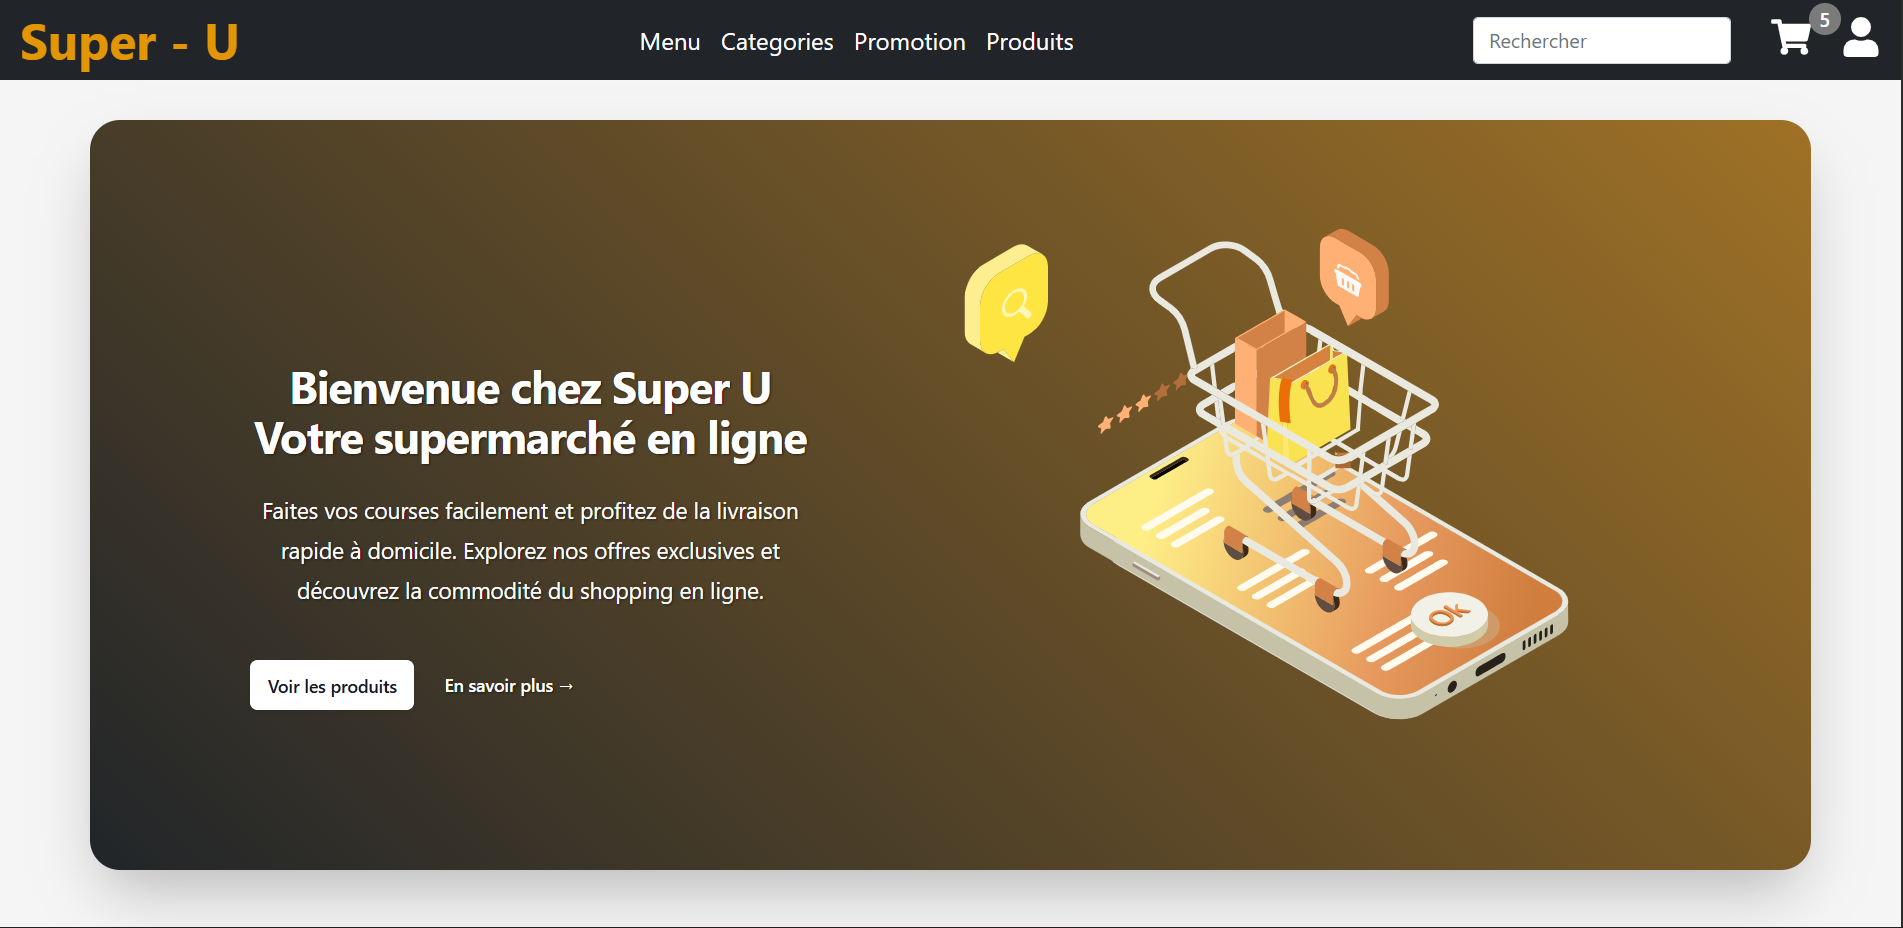 Super - U
Menu Categories Promotion Produits
Rechercher
5
Bienvenue chez Super U
Votre supermarché en ligne
Faites vos courses facilement et profitez de la livraison
rapide à domicile. Explorez nos offres exclusives et
découvrez la commodité du shopping en ligne.
Voir les produits
En savoir plus →
Ok